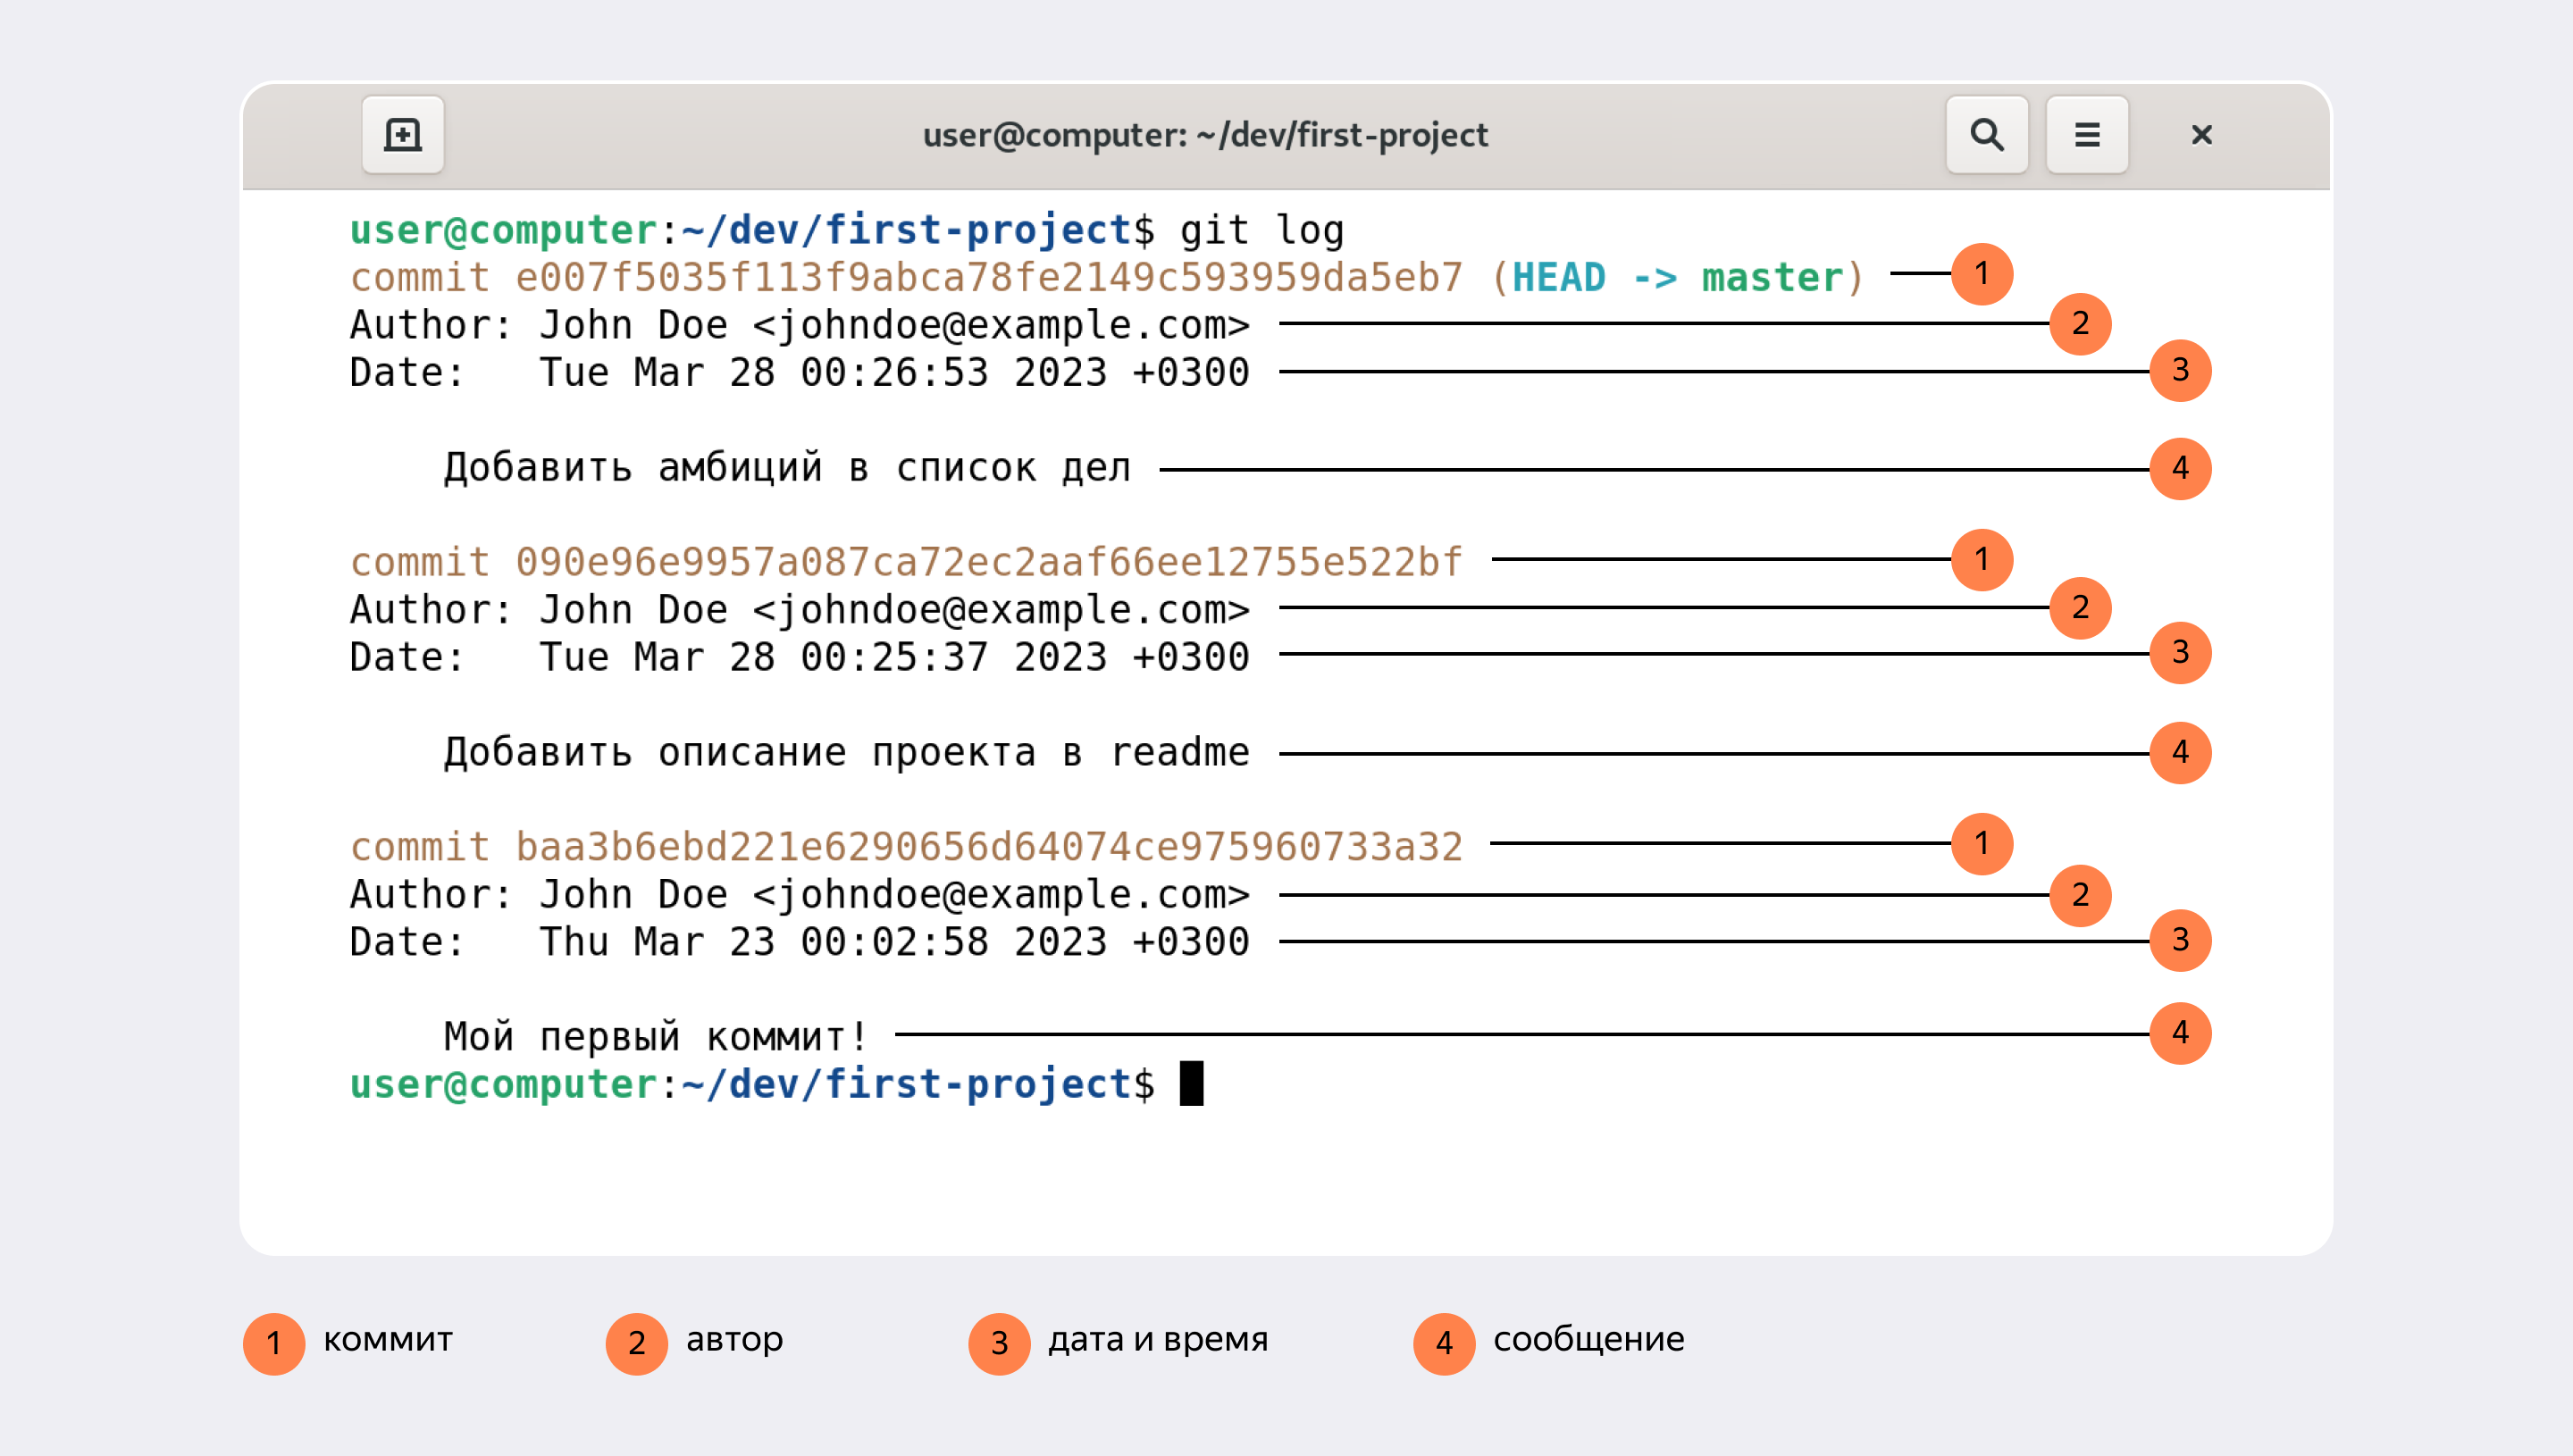 user@computer: ~/dev/first-project
user@computer:~/dev/first-project$ git log
commit e007f5035f113f9abca78fe2149c593959da5eb7 (HEAD -> master) 1
Author: John Doe <johndoe@example.com> 2
Date:   Tue Mar 28 00:26:53 2023 +0300 3
Добавить амбиций в список дел 4
commit 090e96e9957a087ca72ec2aaf66ee12755e522bf 1
Author: John Doe <johndoe@example.com> 2
Date:   Tue Mar 28 00:25:37 2023 +0300 3
Добавить описание проекта в readme 4
commit baa3b6ebd221e6290656d64074ce975960733a32 1
Author: John Doe <johndoe@example.com> 2
Date:   Thu Mar 23 00:02:58 2023 +0300 3
Мой первый коммит! 4
user@computer:~/dev/first-project$
1 коммит 2 автор 3 дата и время 4 сообщение